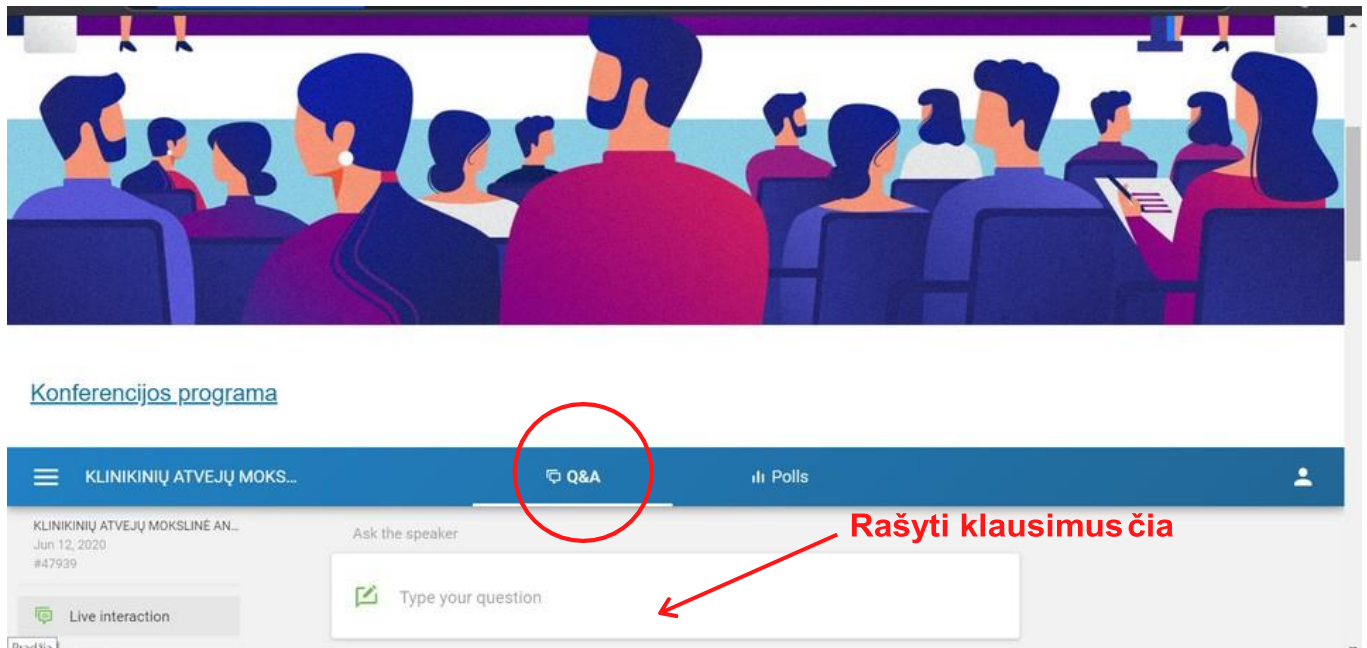 Konferencijos programa
KLINIKINIŲ ATVEJŲ MOKS...
Q&A
Polls
KLINIKINIŲ ATVEJŲ MOKSLINĖ AN...
Jun 12, 2020
#47939
Ask the speaker
Rašyti klausimus čia
Type your question
Live interaction
Pradžia